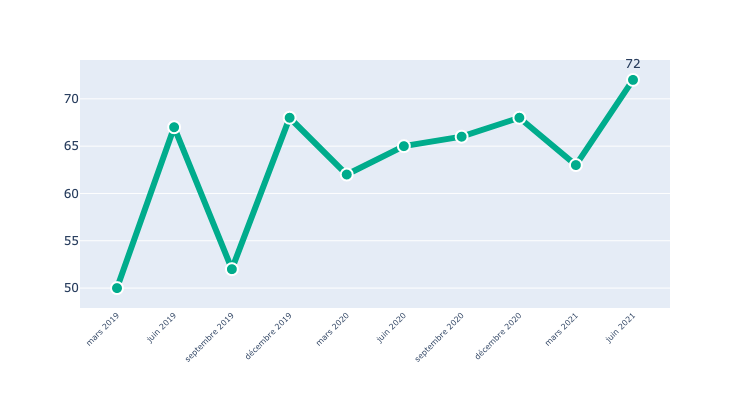 72
70
65
60
55
50
mars 2019
juin 2019
septembre 2019
décembre 2019
mars 2020
juin 2020
septembre 2020
décembre 2020
mars 2021
juin 2021